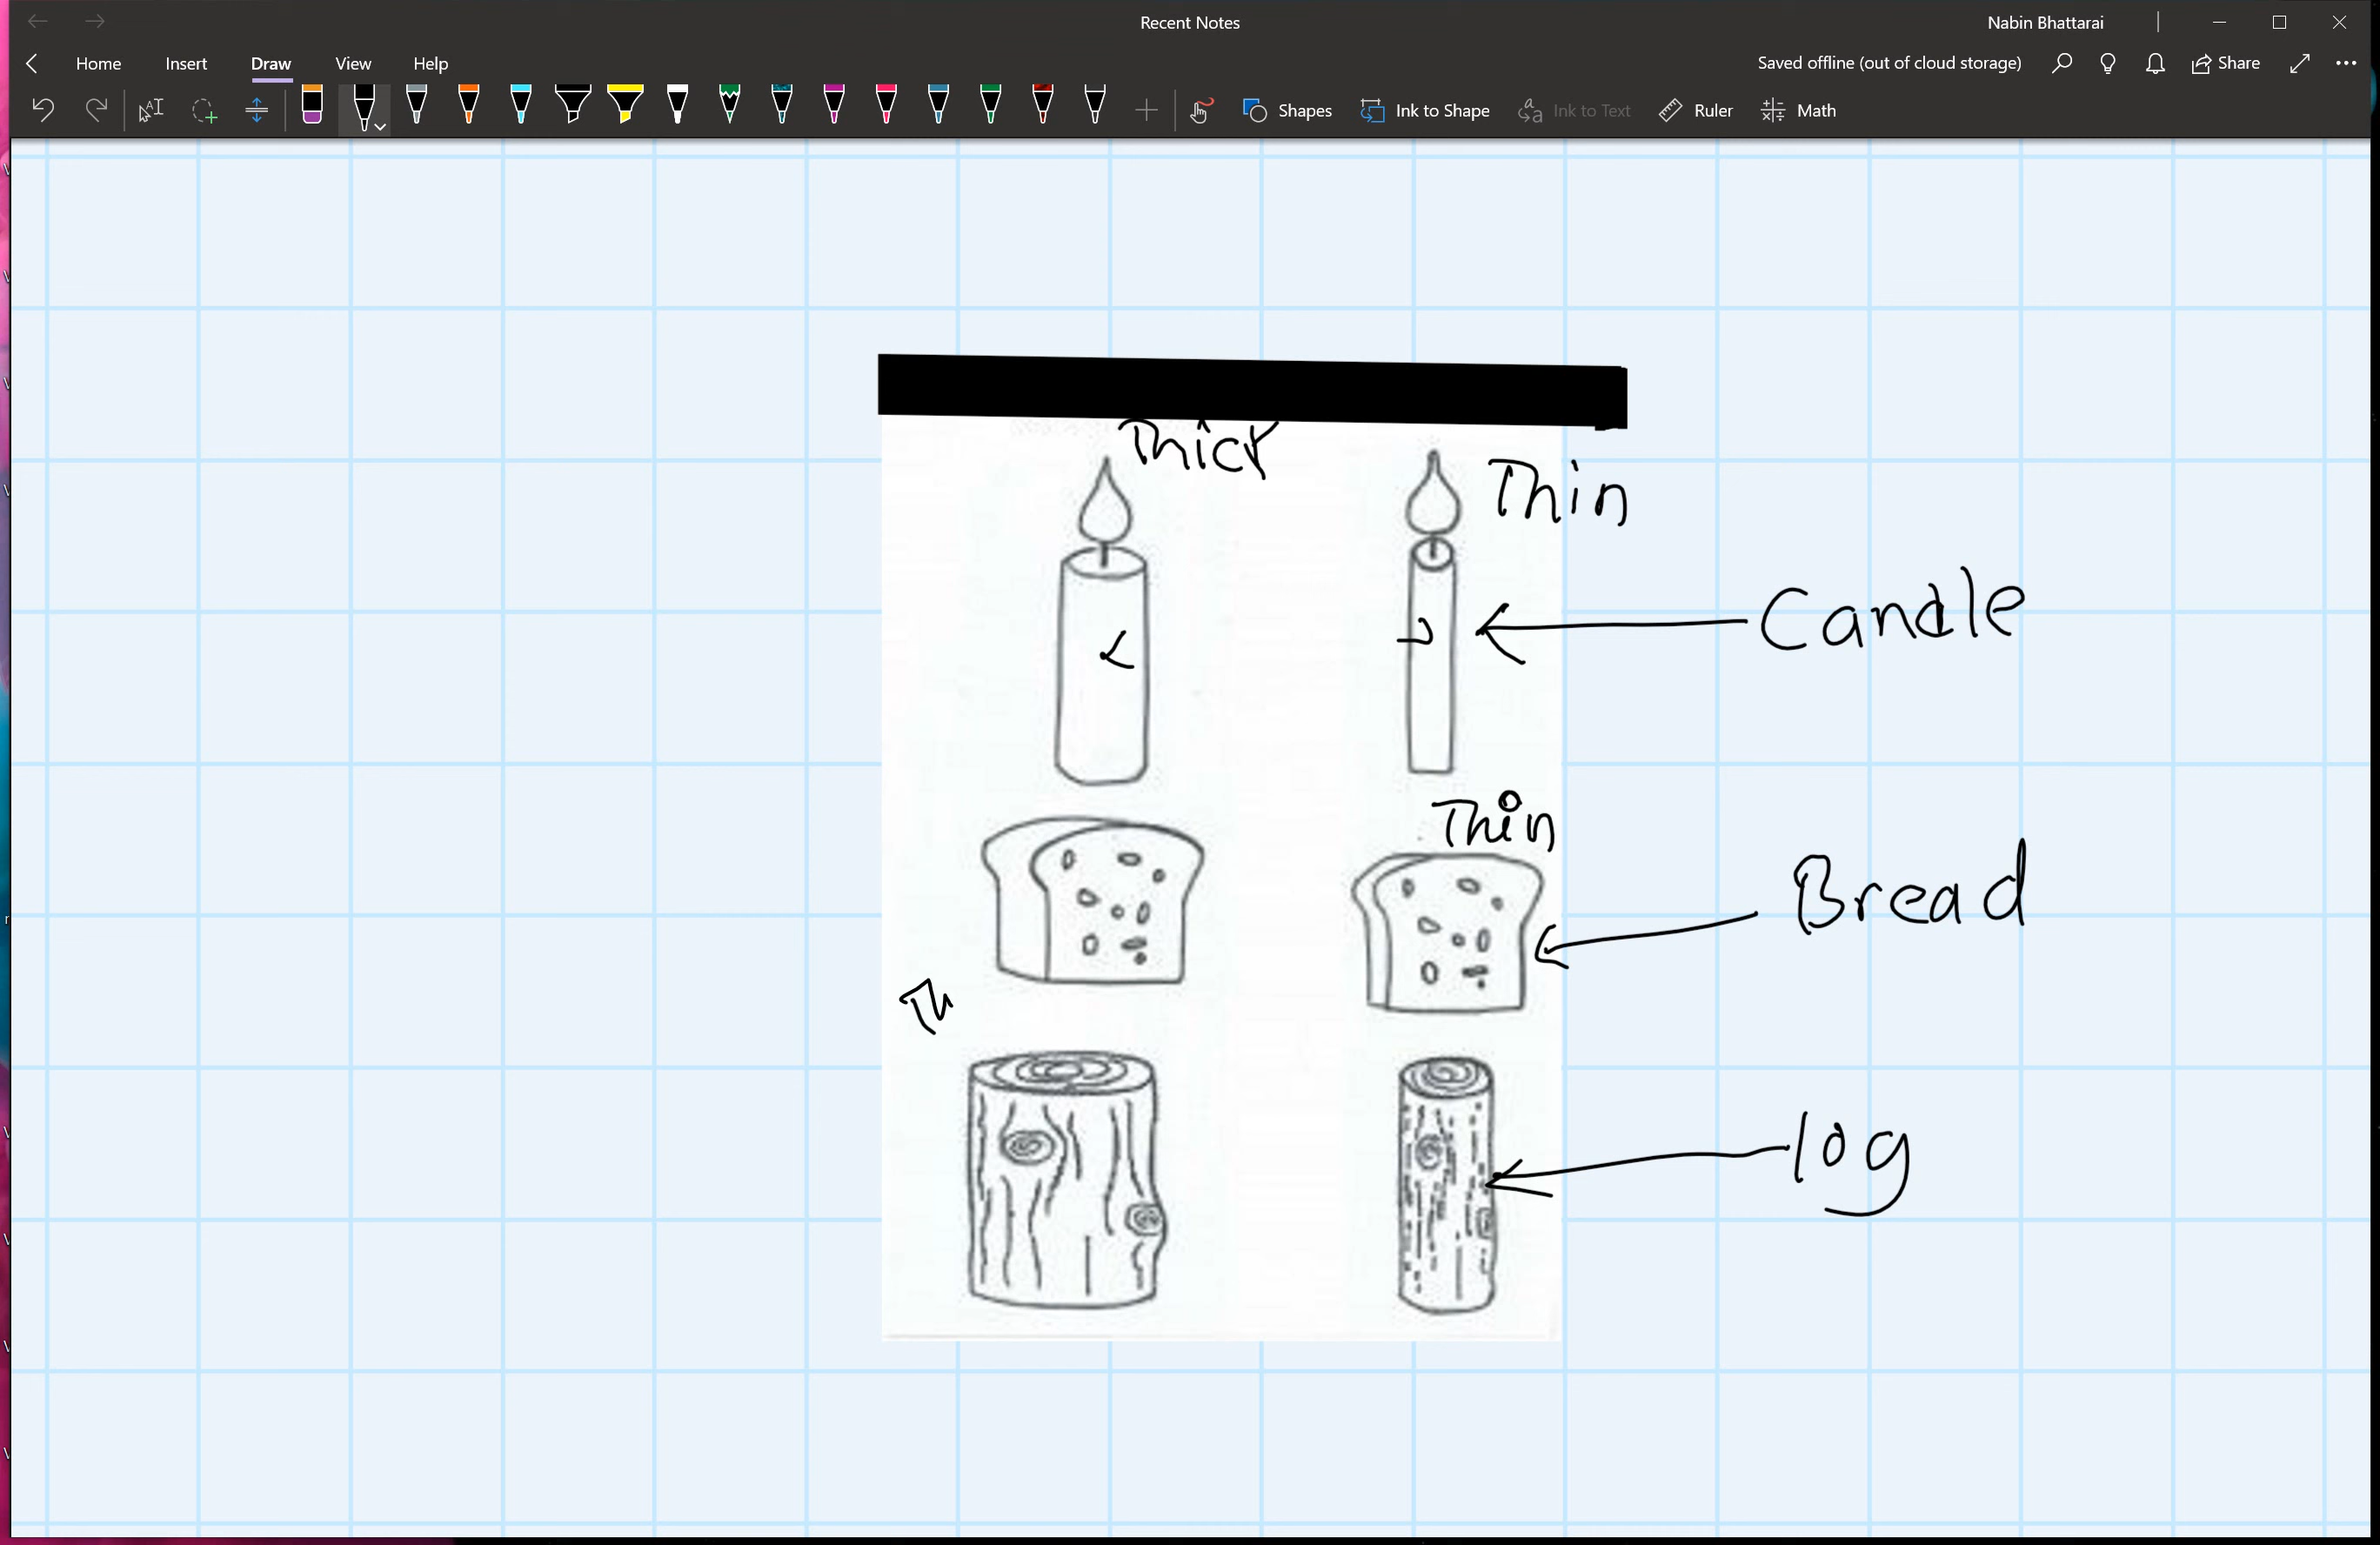 Recent Notes
Nabin Bhattarai
Home Insert Draw View Help
Saved offline (out of cloud storage)
Share
Shapes Ink to Shape Ink to Text Ruler Math
Thick
Thin
Candle
Thin
Bread
Th
log